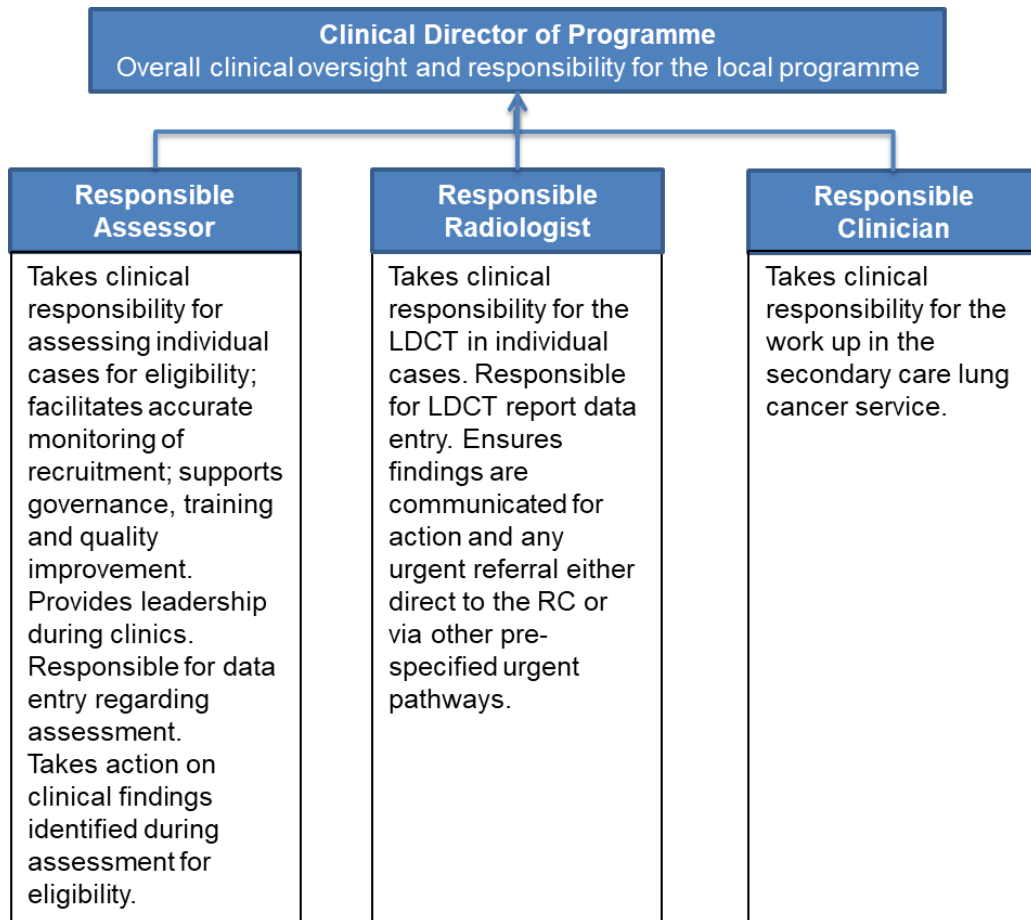 Clinical Director of Programme
Overall clinical oversight and responsibility for the local programme
Responsible
Assessor
Takes clinical
responsibility for
assessing individual
cases for eligibility;
facilitates accurate
monitoring of
recruitment; supports
governance, training
and quality
improvement.
Provides leadership
during clinics.
Responsible for data
entry regarding
assessment.
Takes action on
clinical findings
identified during
assessment for
eligibility.
Responsible
Radiologist
Takes clinical
responsibility for the
LDCT in individual
cases. Responsible
for LDCT report data
entry. Ensures
findings are
communicated for
action and any
urgent referral either
direct to the RC or
via other pre-
specified urgent
pathways.
Responsible
Clinician
Takes clinical
responsibility for the
work up in the
secondary care lung
cancer service.